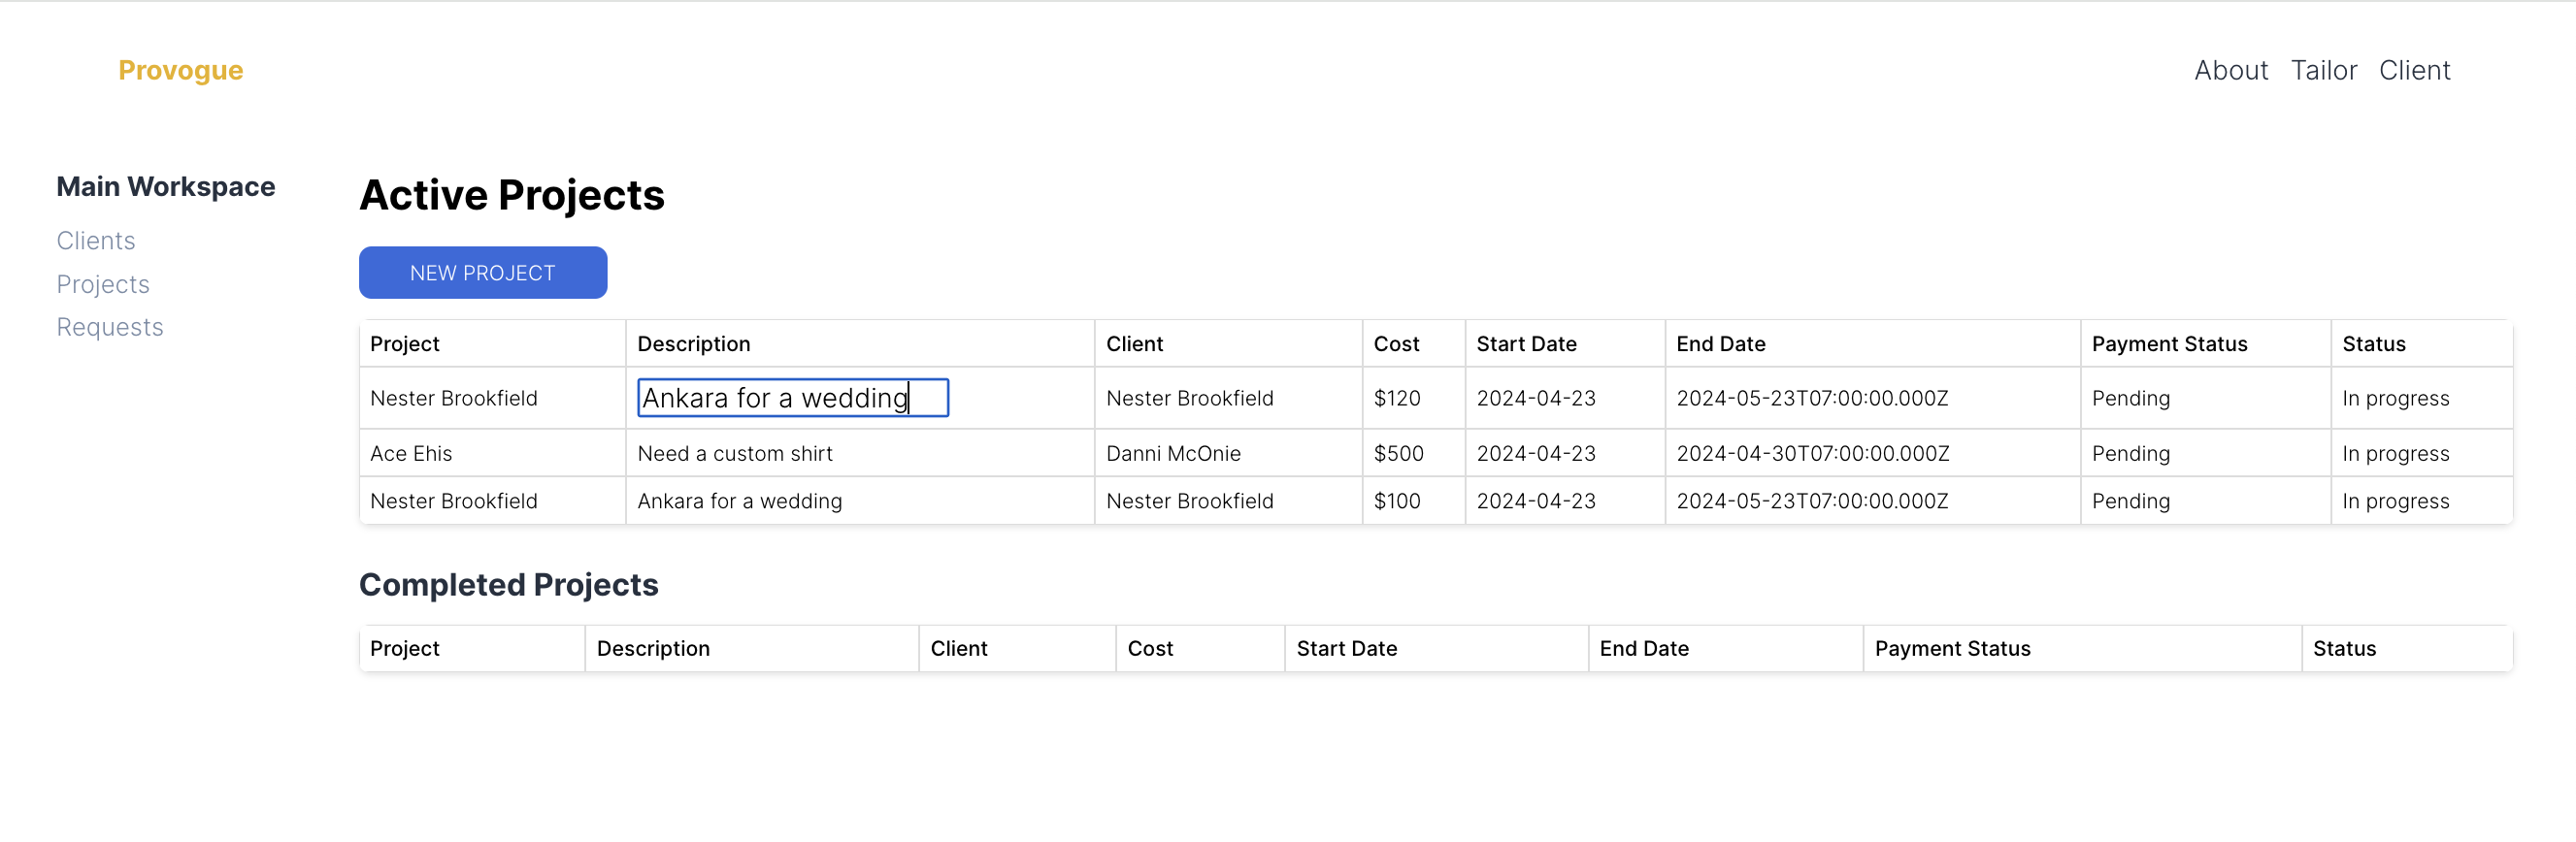 Provogue
About Tailor Client
Main Workspace
Clients
Projects
Requests
Active Projects
NEW PROJECT
Project Description Client Cost Start Date End Date Payment Status Status
Nester Brookfield Ankara for a wedding Nester Brookfield $120 2024-04-23 2024-05-23T07:00:00.000Z Pending In progress
Ace Ehis Need a custom shirt Danni McOnie $500 2024-04-23 2024-04-30T07:00:00.000Z Pending In progress
Nester Brookfield Ankara for a wedding Nester Brookfield $100 2024-04-23 2024-05-23T07:00:00.000Z Pending In progress
Completed Projects
Project Description Client Cost Start Date End Date Payment Status Status